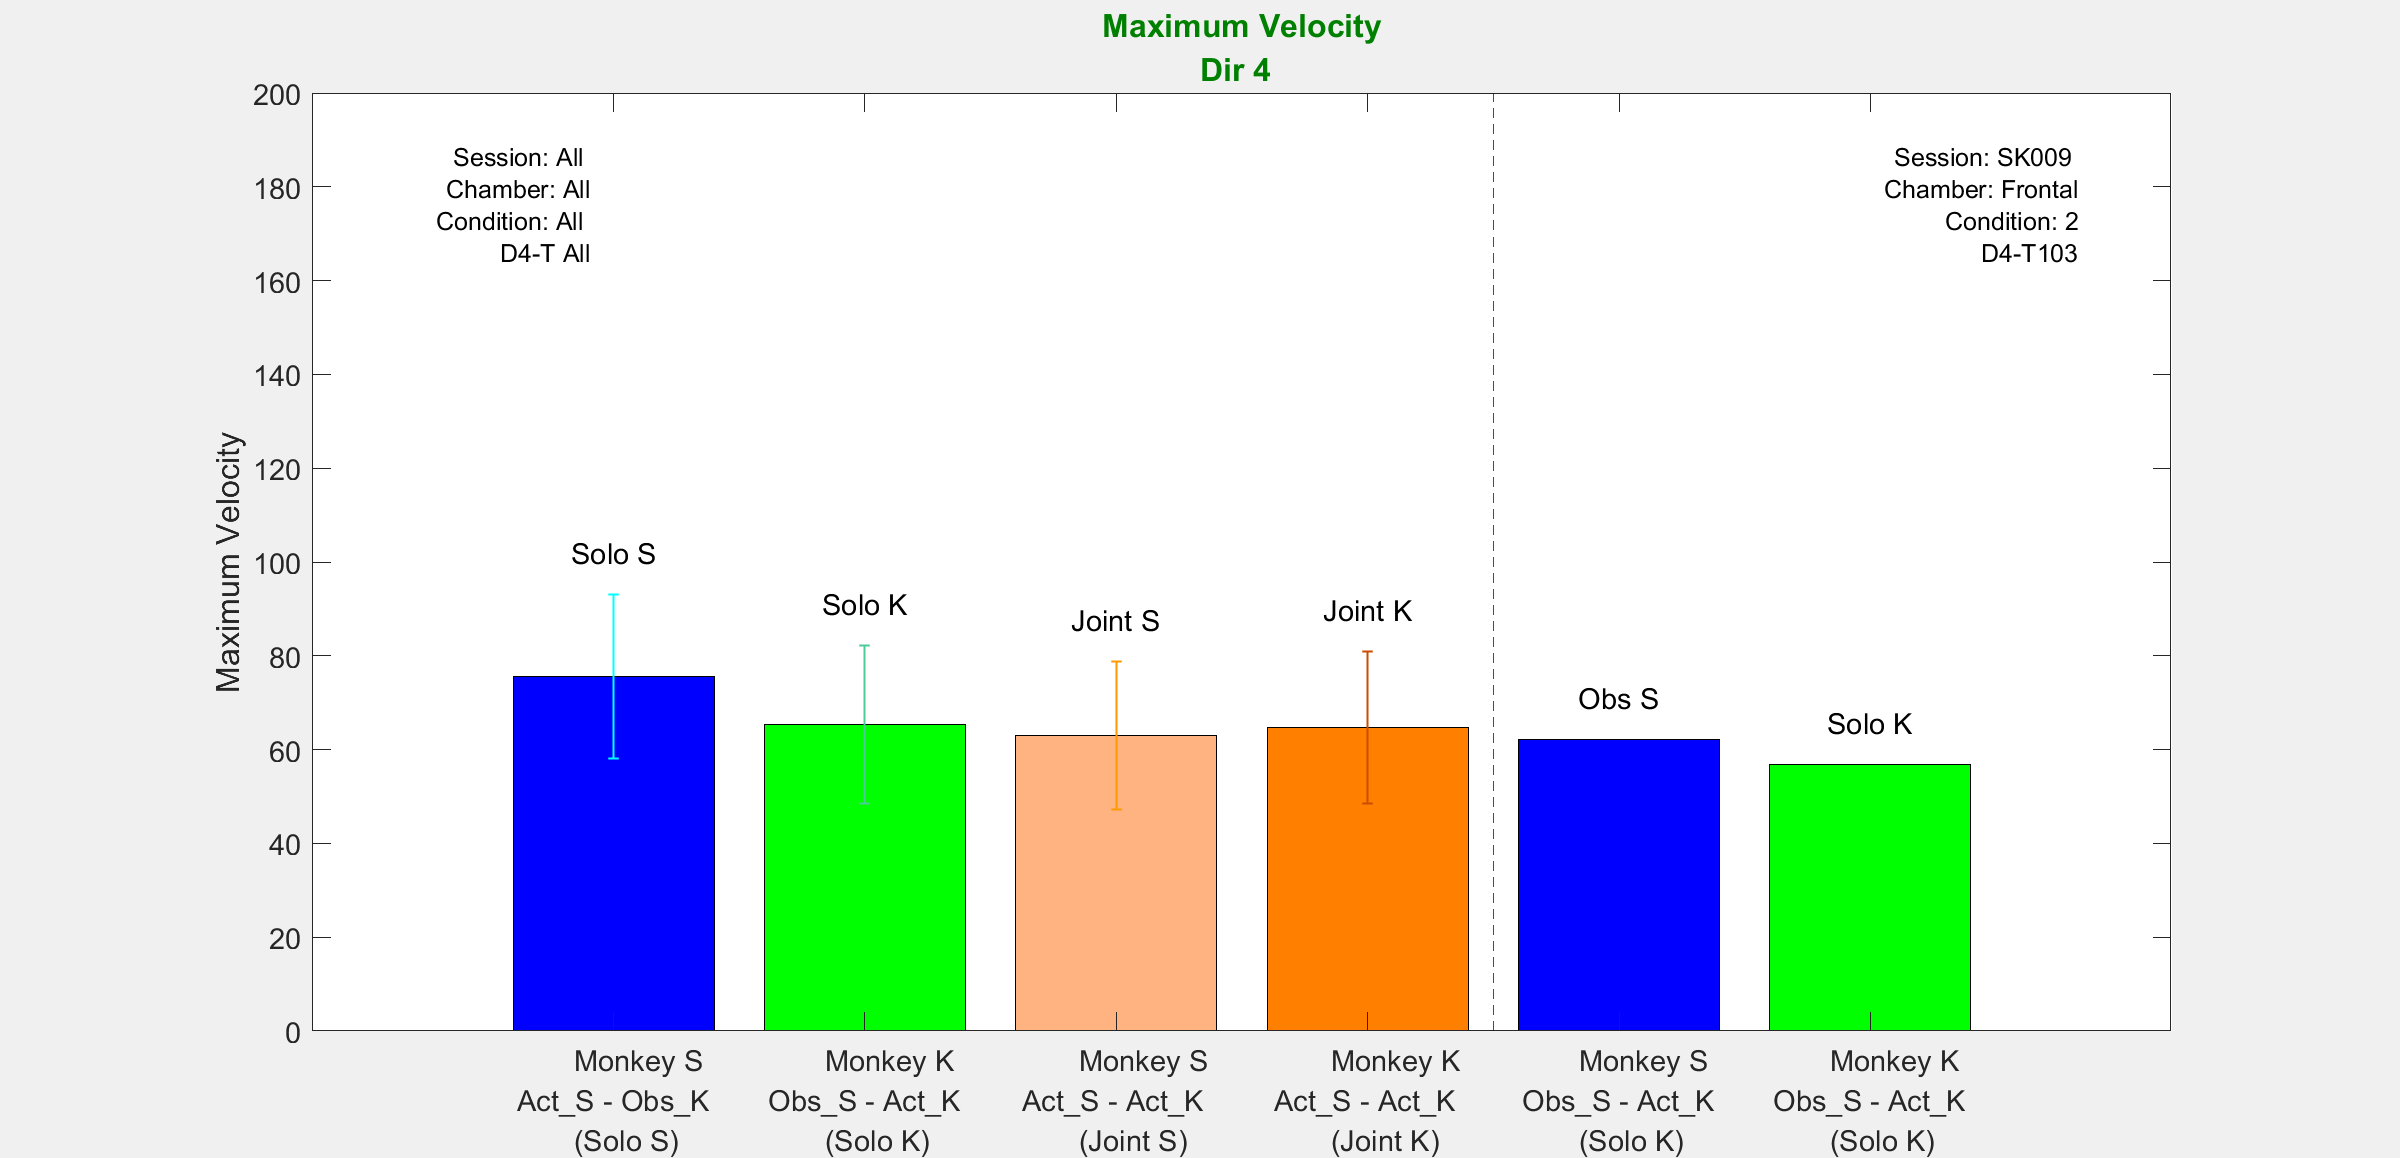 Maximum Velocity
Dir 4
Session: All
Chamber: All
Condition: All
D4-T All
Session: SK009
Chamber: Frontal
Condition: 2
D4-T103
Maximum Velocity
200
180
160
140
120
100
80
60
40
20
0
Solo S
Solo K
Joint S
Joint K
Obs S
Solo K
Monkey S
Act_S - Obs_K
(Solo S)
Monkey K
Obs_S - Act_K
(Solo K)
Monkey S
Act_S - Act_K
(Joint S)
Monkey K
Act_S - Act_K
(Joint K)
Monkey S
Obs_S - Act_K
(Solo K)
Monkey K
Obs_S - Act_K
(Solo K)